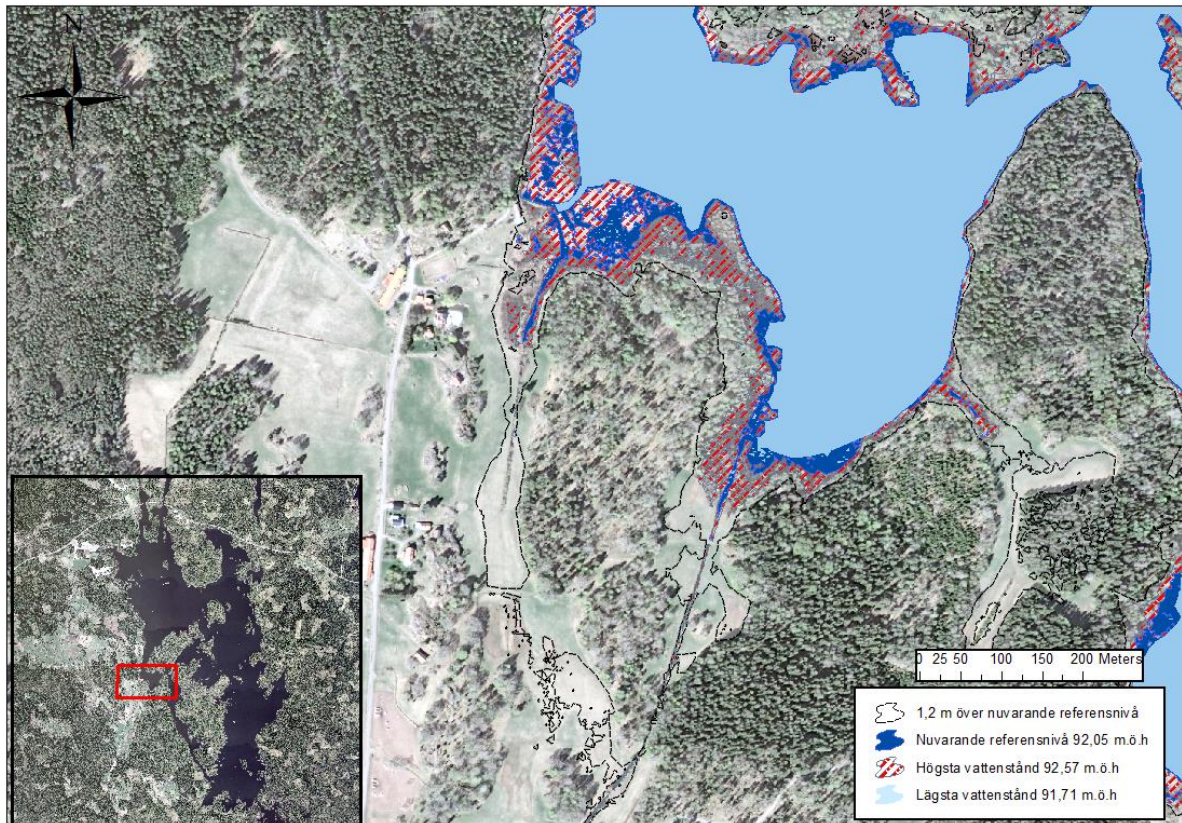 N
0 25 50 100 150 200 Meters
1,2 m över nuvarande referensnivå
Nuvarande referensnivå 92,05 m.ö.h
Högsta vattenstånd 92,57 m.ö.h
Lägsta vattenstånd 91,71 m.ö.h